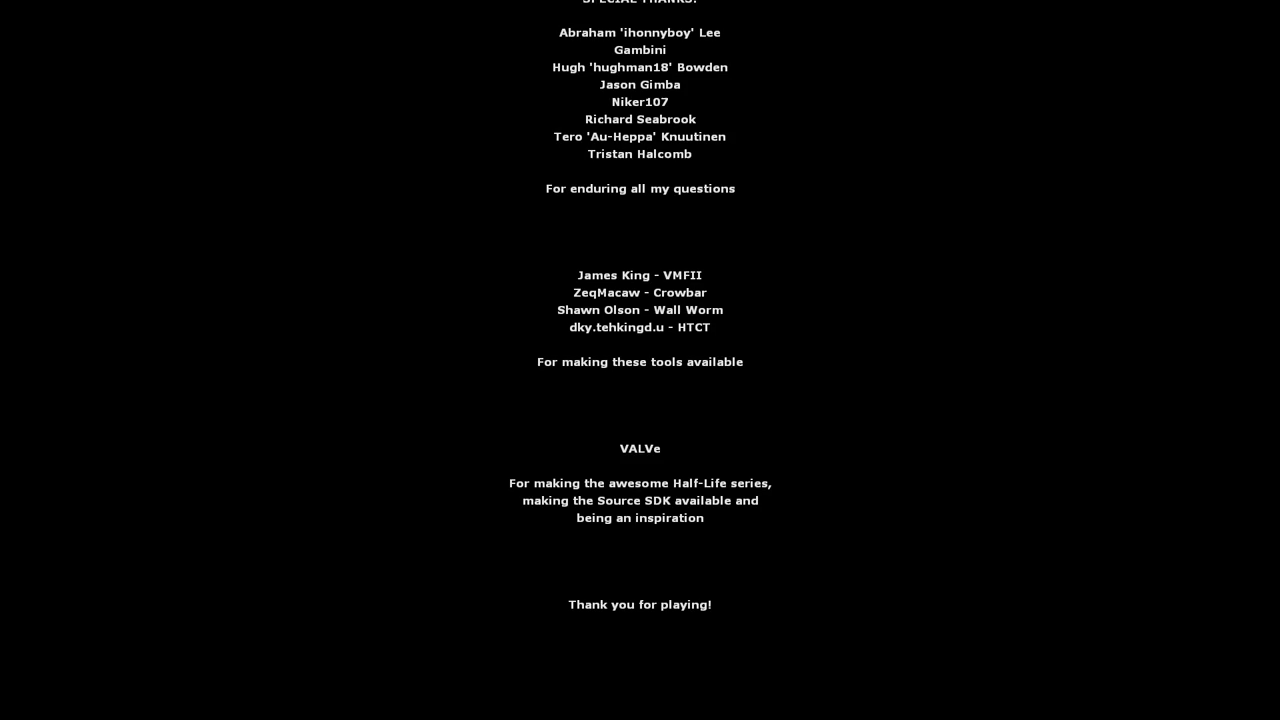 SPECIAL THANKS:
Abraham 'ihonnyboy' Lee
Gambini
Hugh 'hughman18' Bowden
Jason Gimba
Niker107
Richard Seabrook
Tero 'Au-Heppa' Knuutinen
Tristan Halcomb
For enduring all my questions
James King - VMFII
ZeqMacaw - Crowbar
Shawn Olson - Wall Worm
dky.tehkingd.u - HTCT
For making these tools available
VALVe
For making the awesome Half-Life series,
making the Source SDK available and
being an inspiration
Thank you for playing!